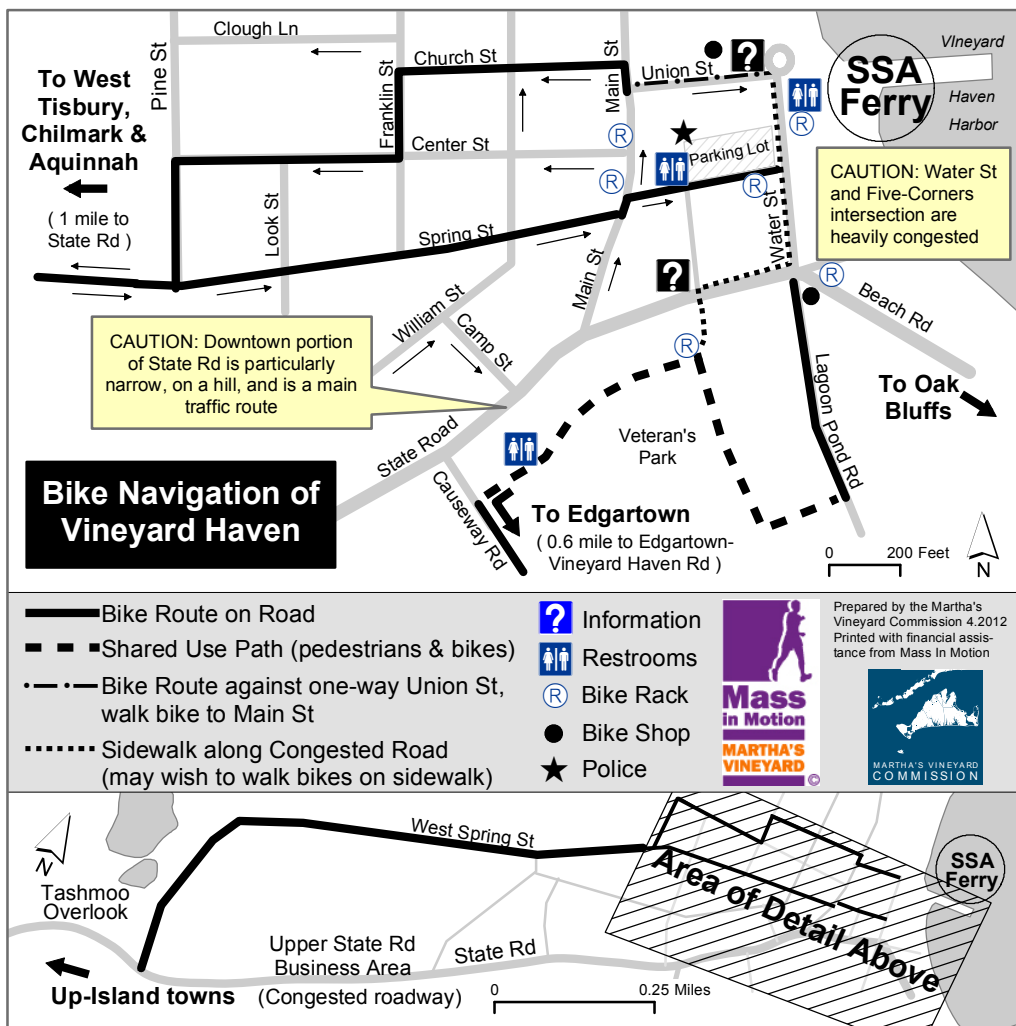 Clough Ln
Pine St
Franklin St
Church St
Main St
Union St
SSA
Ferry
VIneyard
Haven
Harbor
To West
Tisbury,
Chilmark &
Aquinnah
( 1 mile to
State Rd )
Center St
Parking Lot
Look St
Spring St
Main St
Water St
CAUTION: Water St
and Five-Corners
intersection are
heavily congested
William St
Camp St
Beach Rd
CAUTION: Downtown portion
of State Rd is particularly
narrow, on a hill, and is a main
traffic route
To Oak
Bluffs
Lagoon Pond Rd
State Road
Veteran's
Park
Causeway Rd
Bike Navigation of
Vineyard Haven
To Edgartown
( 0.6 mile to Edgartown-
Vineyard Haven Rd )
0 200 Feet
N
?
?
R
R
R
R
R
R
Bike Route on Road
Shared Use Path (pedestrians & bikes)
Bike Route against one-way Union St,
walk bike to Main St
Sidewalk along Congested Road
(may wish to walk bikes on sidewalk)
? Information
Restrooms
R Bike Rack
Bike Shop
Police
Mass
in Motion
MARTHA'S
VINEYARD
©
Prepared by the Martha's
Vineyard Commission 4.2012
Printed with financial assis-
tance from Mass In Motion
MARTHA'S VINEYARD
COMMISSION
N
West Spring St
Tashmoo
Overlook
SSA
Ferry
Area of Detail Above
Upper State Rd
Business Area
(Congested roadway)
State Rd
Up-Island towns
0 0.25 Miles